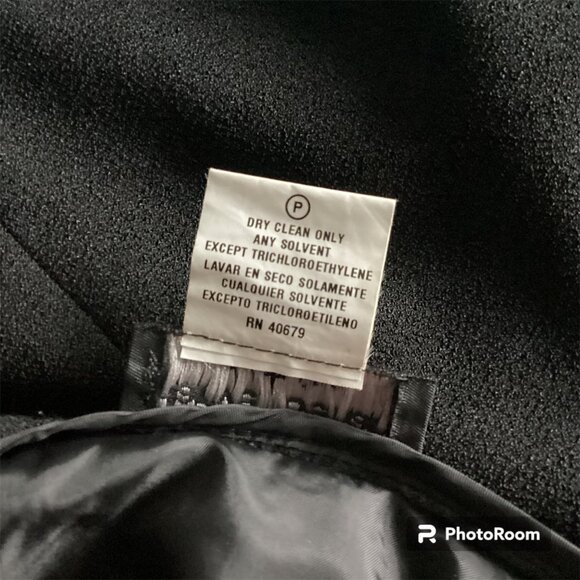 P
DRY CLEAN ONLY
ANY SOLVENT
EXCEPT TRICHLOROETHYLENE
LAVAR EN SECO SOLAMENTE
CUALQUIER SOLVENTE
EXCEPTO TRICLOROETILENO
RN 40679
PhotoRoom